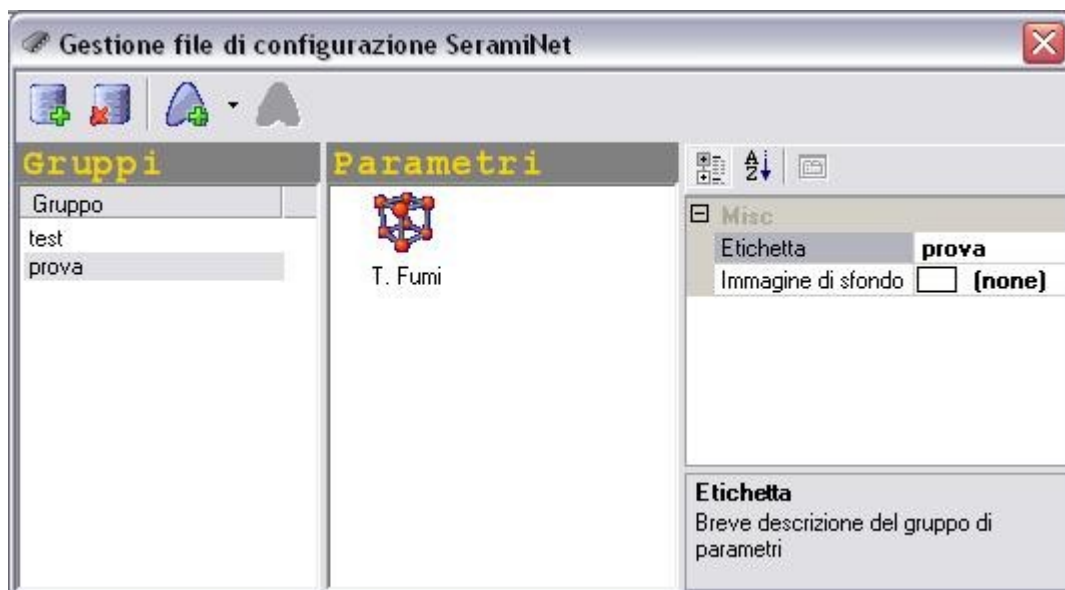 Gestione file di configurazione SeramiNet
Gruppi
Gruppo
test
prova
Parametri
T. Fumi
A
Z
Misc
Etichetta prova
Immagine di sfondo (none)
Etichetta
Breve descrizione del gruppo di
parametri